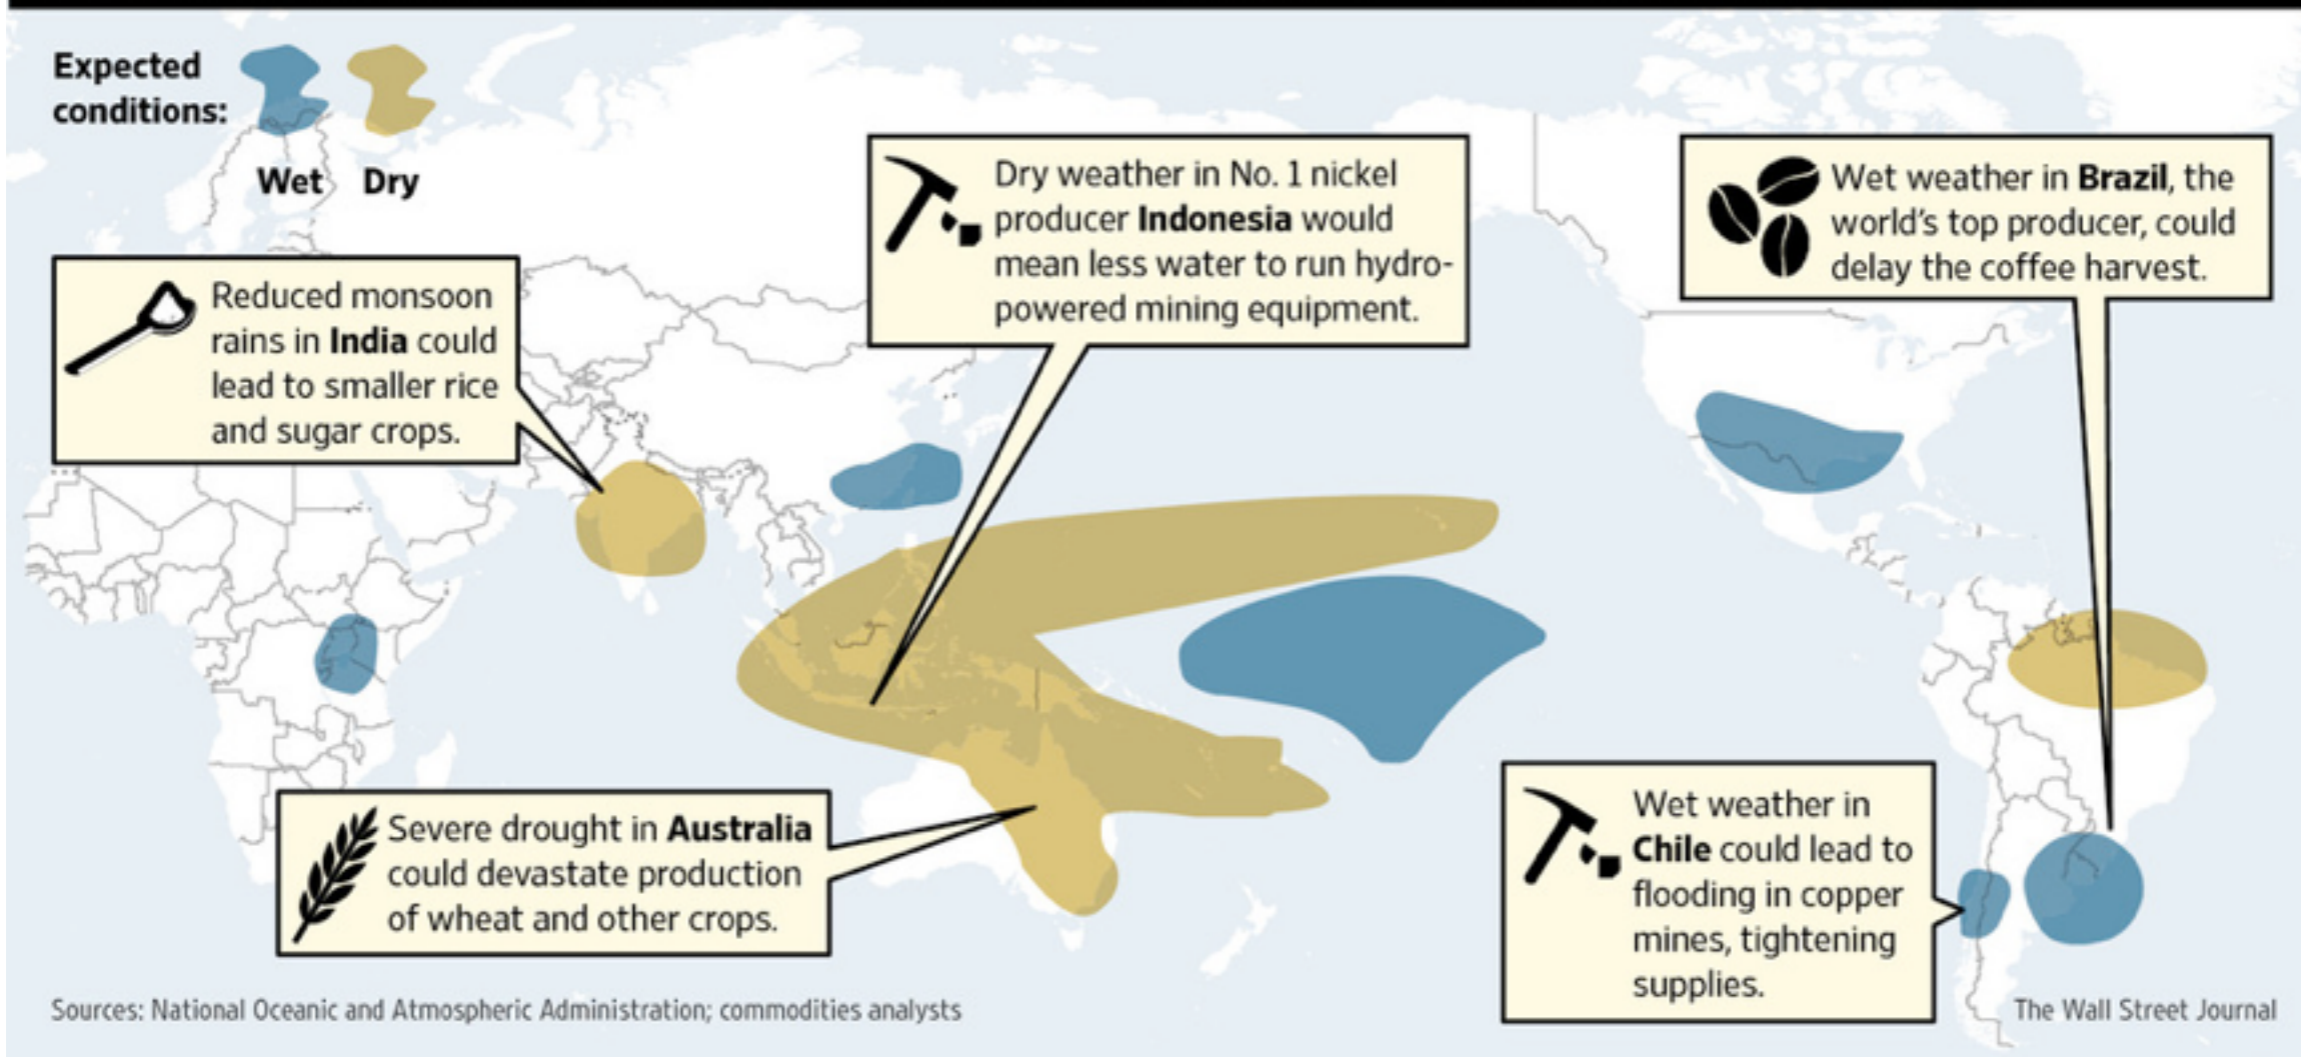 Expected
conditions:
Wet Dry
Reduced monsoon
rains in India could
lead to smaller rice
and sugar crops.
Dry weather in No. 1 nickel
producer Indonesia would
mean less water to run hydro-
powered mining equipment.
Wet weather in Brazil, the
world's top producer, could
delay the coffee harvest.
Severe drought in Australia
could devastate production
of wheat and other crops.
Wet weather in
Chile could lead to
flooding in copper
mines, tightening
supplies.
Sources: National Oceanic and Atmospheric Administration; commodities analysts
The Wall Street Journal